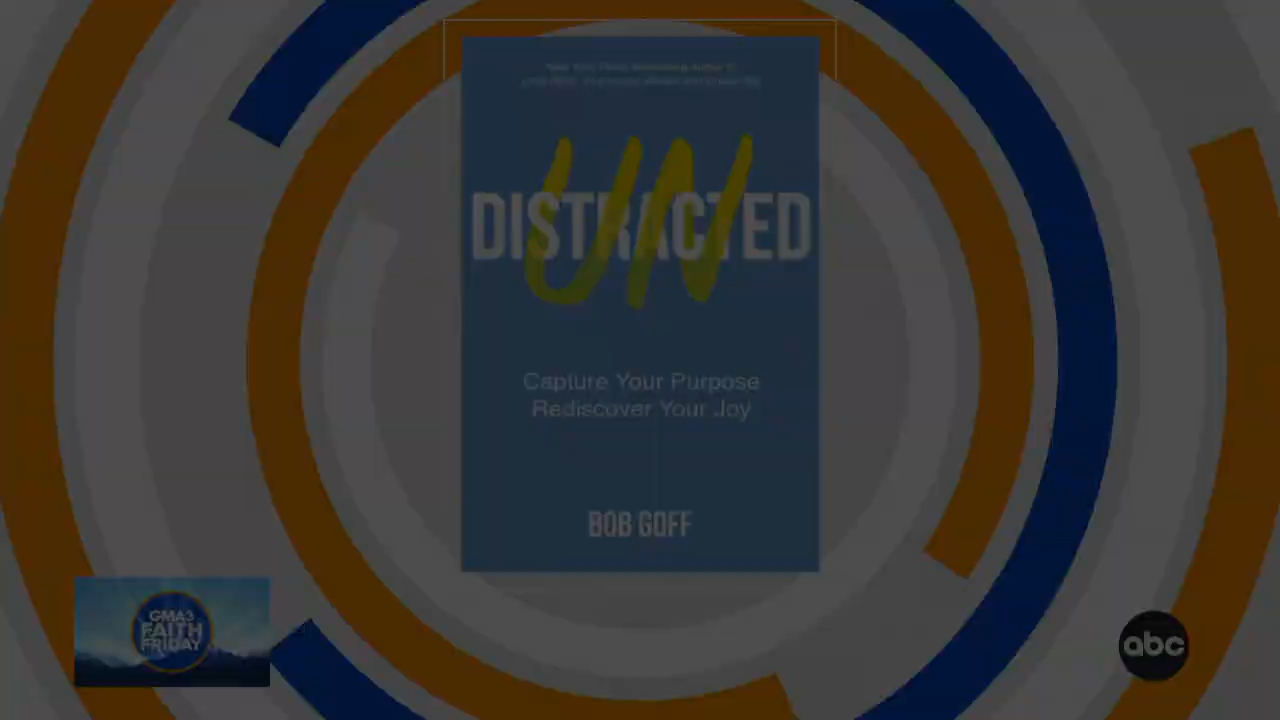 UN
DISTRACTED
Capture Your Purpose
Rediscover Your Joy
BOB GOFF
GMA3
FAITH
FRIDAY
abc